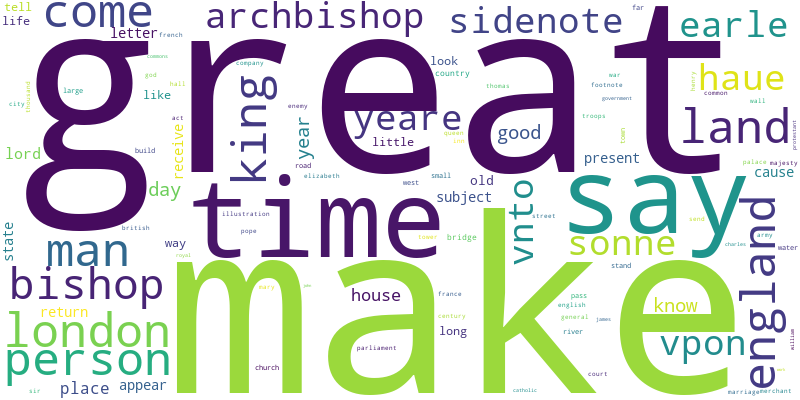 tell
come
archbishop
sidenote
far
earle
life
letter
french
great
commons
god
hall
large
thousand
city
like
company
look
country
thomas
war
footnote
government
troops
henry
haue
common
wall
king
yeare
year
enemy
act
receive
build
little
good
queen
son
town
land
protestant
lord
road
elizabeth
west
small
old
present
palace
majesty
cause
day
time
subject
say
state
man
british
way
illustration
pope
tower
bridge
vnto
street
sonne
sand
army
charles
england
water
bishop
royal
mary
house
france
century
long
pass
english
general
river
stand
james
know
return
london
person
parliament
church
make
vpon
court
william
sir
place
appear
catholic
marriage
merchant